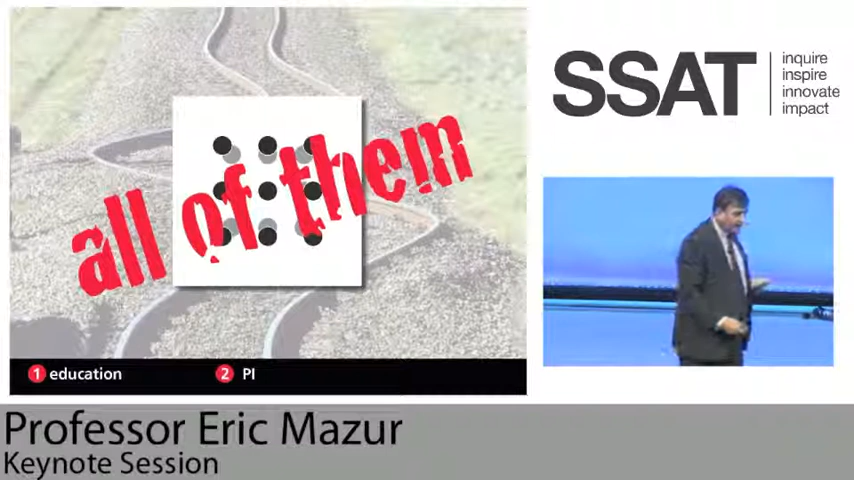 all of them
1 education
2 PI
SSAT
inquire
inspire
innovate
impact
Professor Eric Mazur
Keynote Session